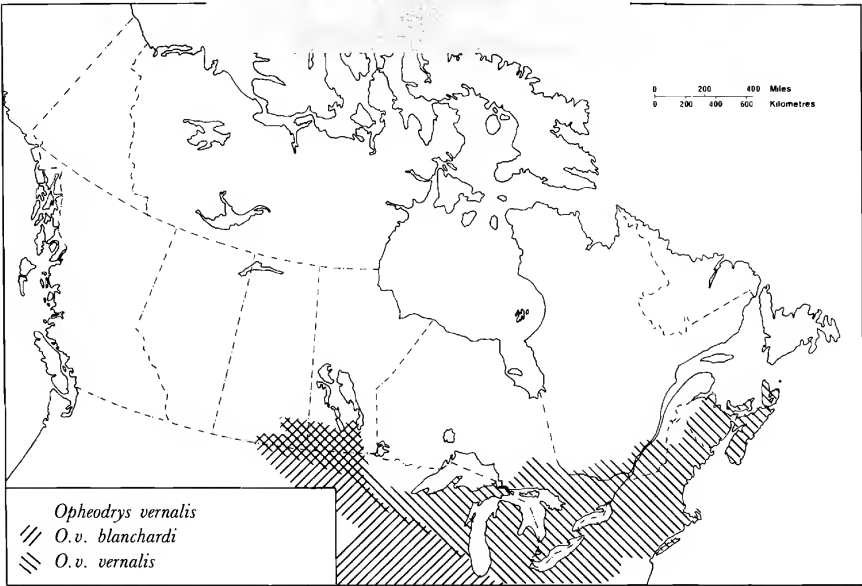 0 200 400 Miles
0 200 400 600 Kilometres
Opheodrys vernalis
O.v. blanchardi
O.v. vernalis